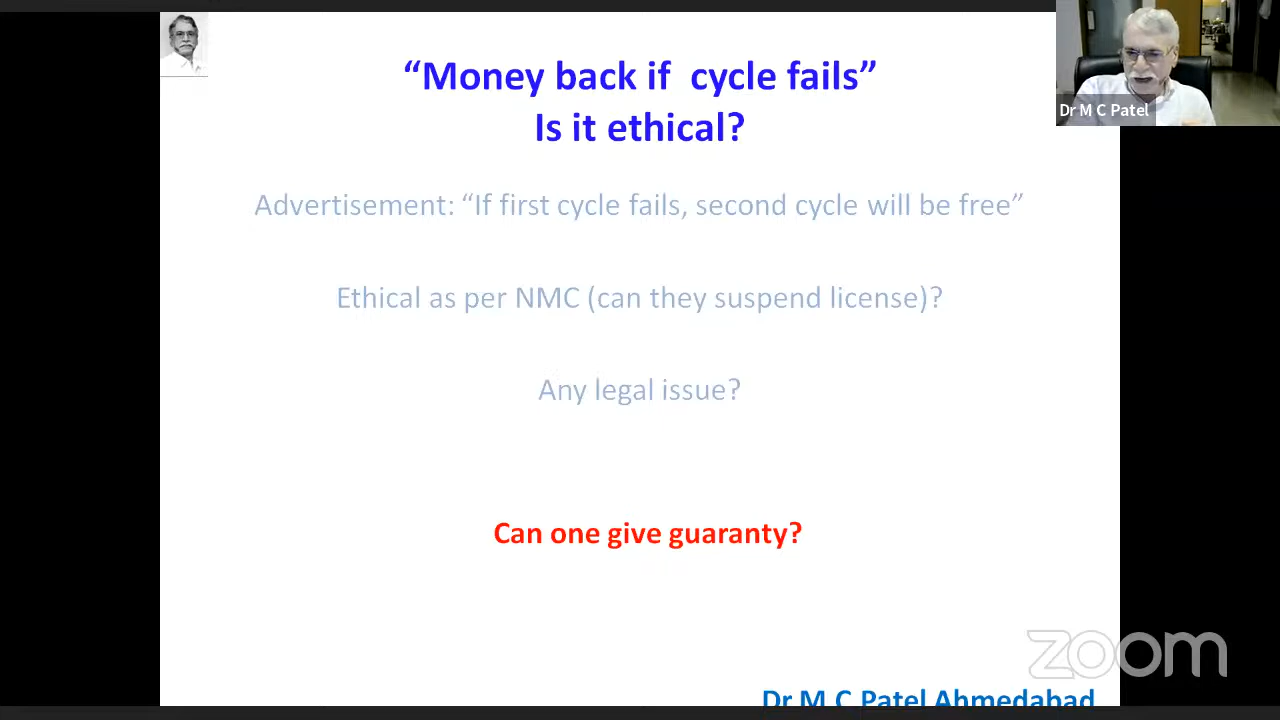 “Money back if cycle fails”
Is it ethical?
Dr M C Patel
Advertisement: “If first cycle fails, second cycle will be free”
Ethical as per NMC (can they suspend license)?
Any legal issue?
Can one give guaranty?
zoom
Dr M C Patel Ahmedabad